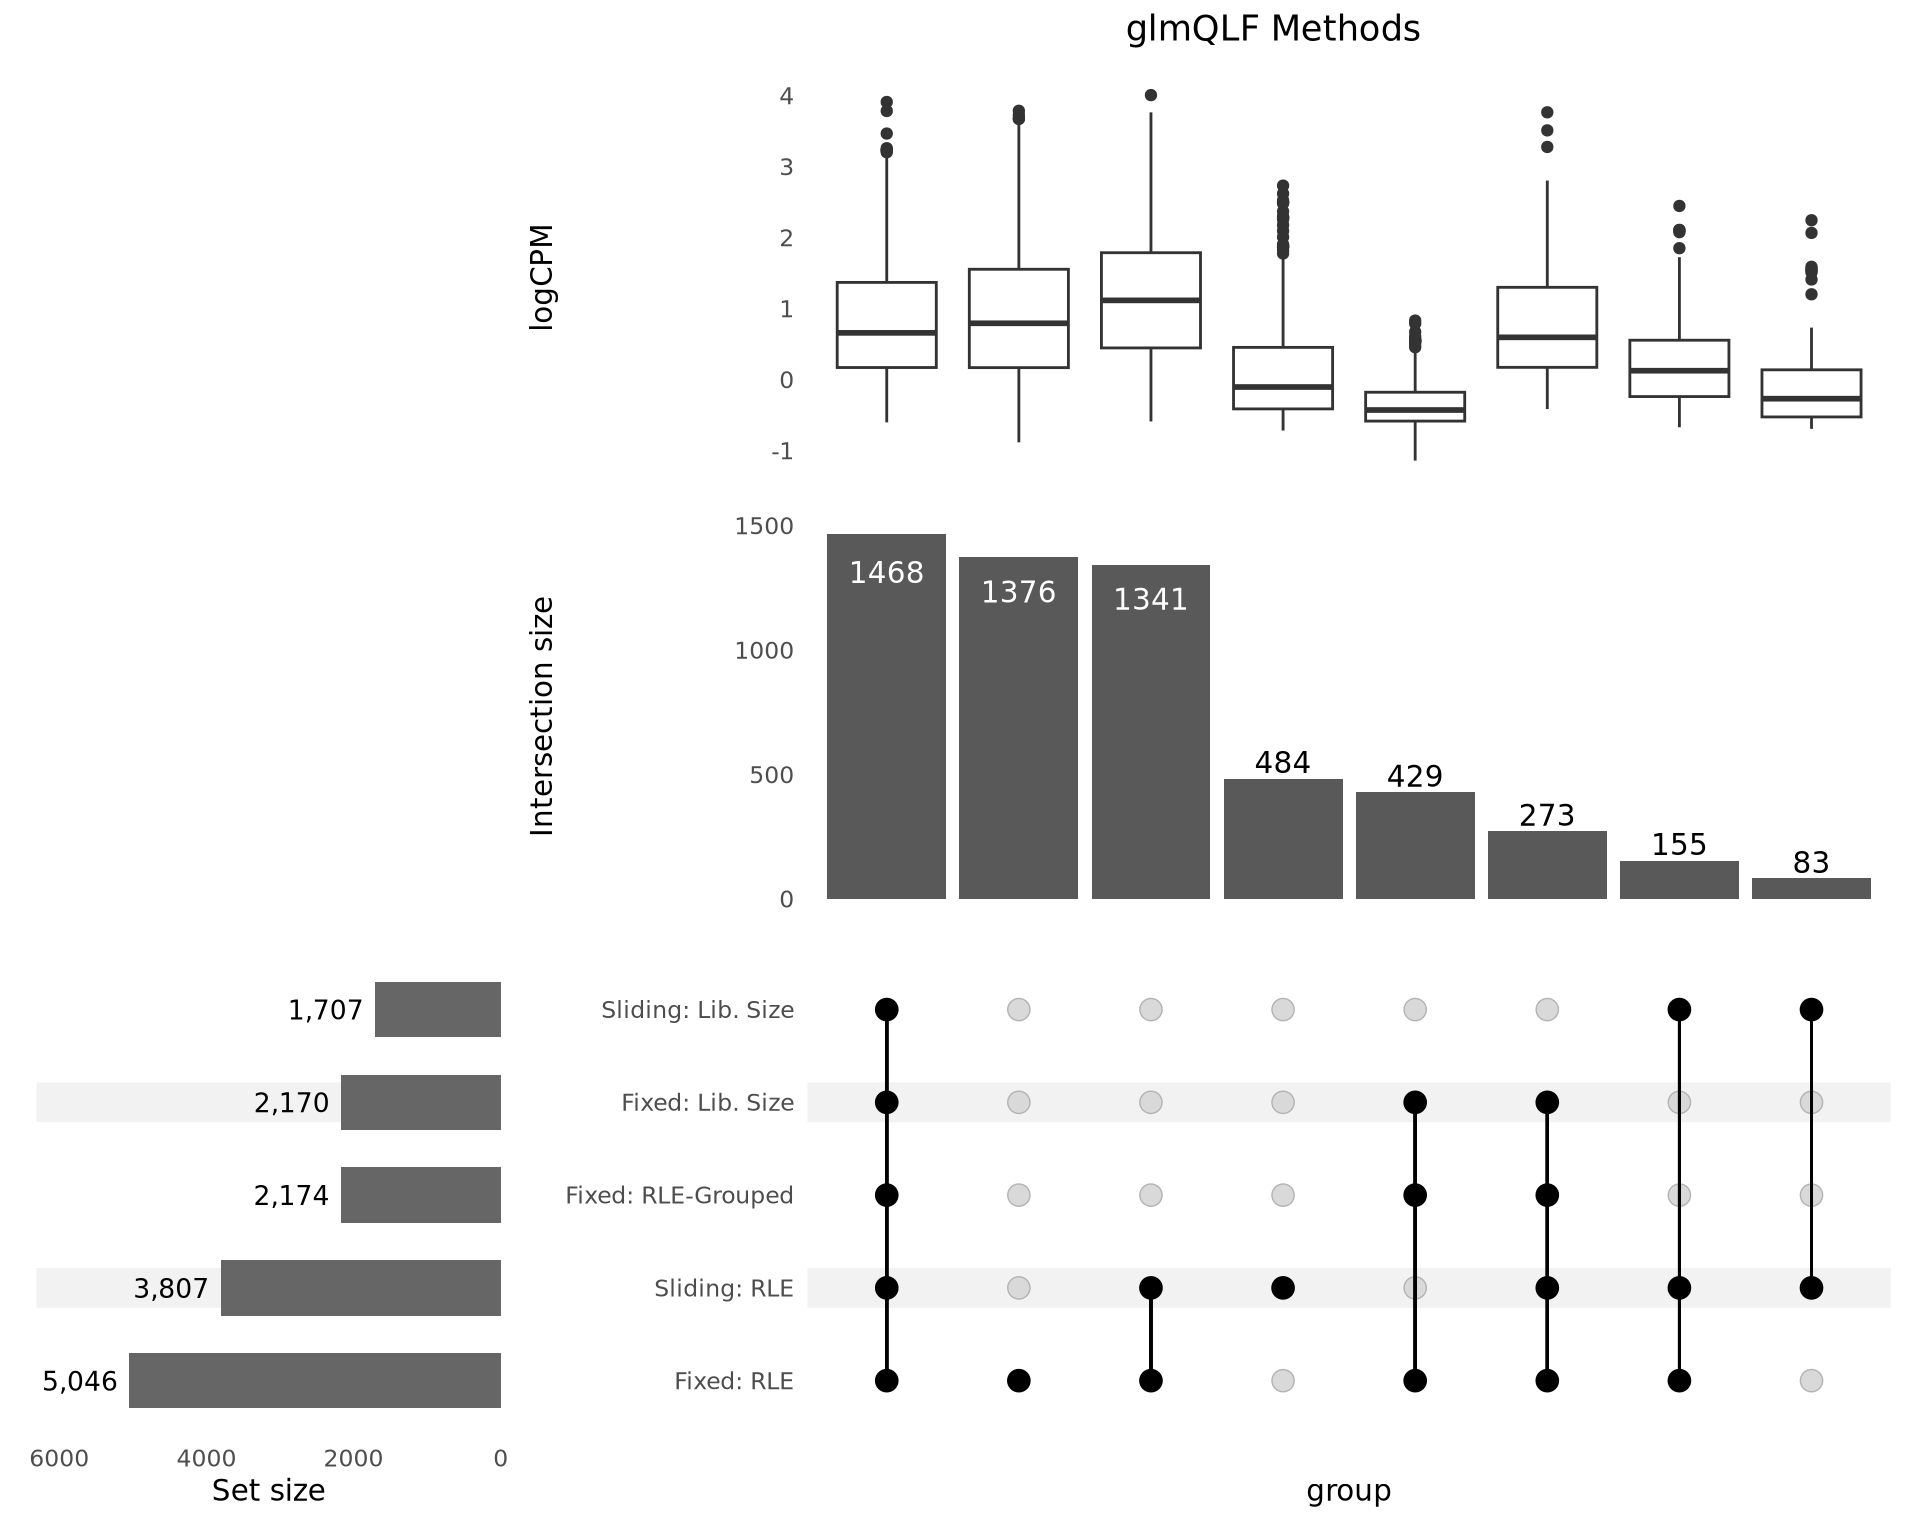 glmQLF Methods
logCPM
4
3
2
1
0
-1
Intersection size
1500
1000
500
0
1468
1376
1341
484
429
273
155
83
1,707
2,170
2,174
3,807
5,046
6000 4000 2000 0
Set size
Sliding: Lib. Size
Fixed: Lib. Size
Fixed: RLE-Grouped
Sliding: RLE
Fixed: RLE
group